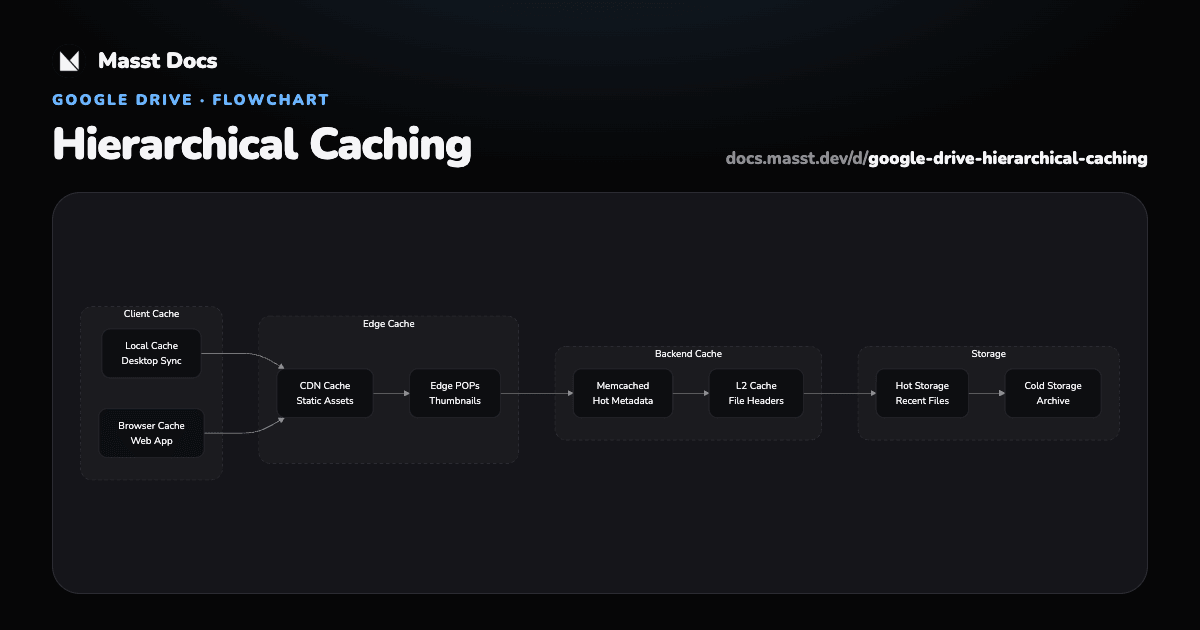 Masst Docs
GOOGLE DRIVE · FLOWCHART
Hierarchical Caching
docs.masst.dev/d/google-drive-hierarchical-caching
Client Cache
Local Cache
Desktop Sync
Browser Cache
Web App
Edge Cache
CDN Cache
Static Assets
Edge POPs
Thumbnails
Backend Cache
Memcached
Hot Metadata
L2 Cache
File Headers
Storage
Hot Storage
Recent Files
Cold Storage
Archive